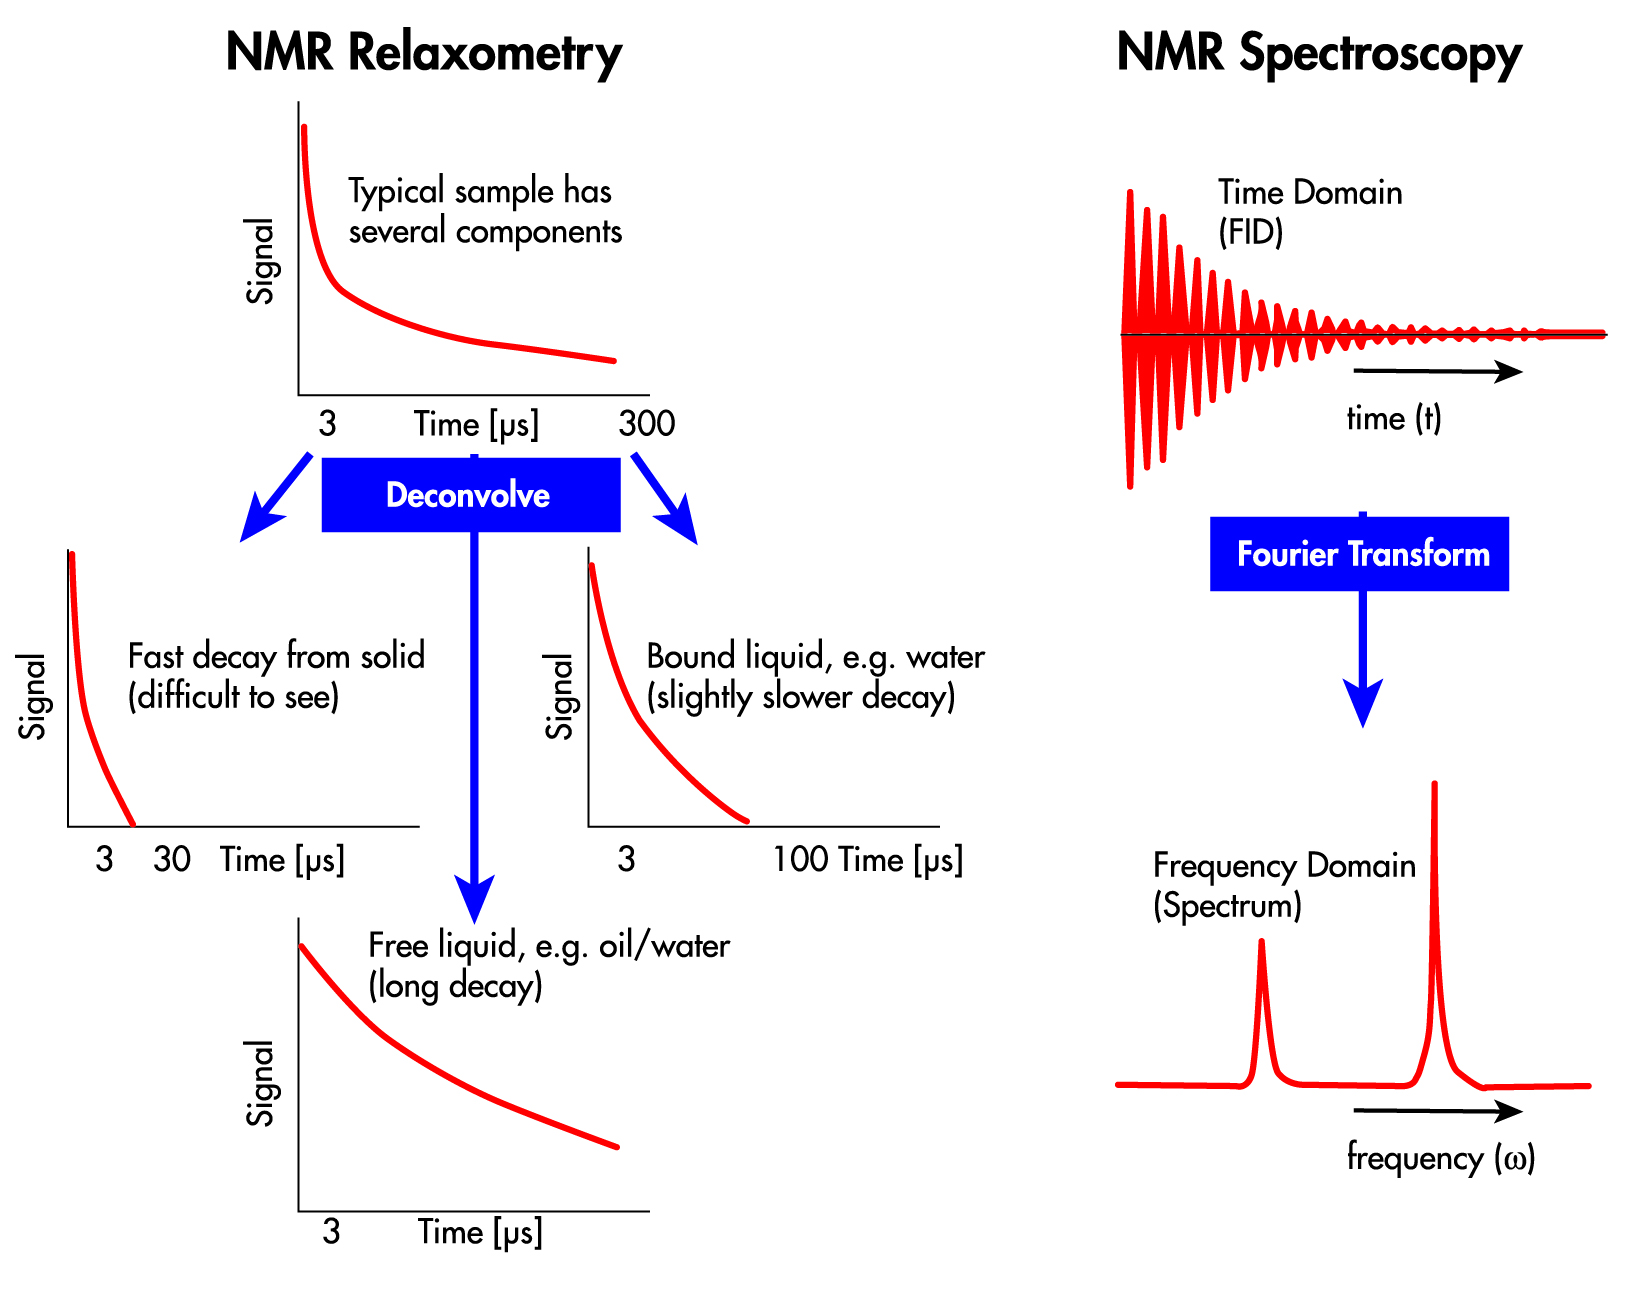 NMR Relaxometry
Signal
Typical sample has
several components
3 Time [µs] 300
Deconvolve
Signal
Fast decay from solid
(difficult to see)
3 30 Time [µs]
Signal
Bound liquid, e.g. water
(slightly slower decay)
3 100 Time [µs]
Signal
Free liquid, e.g. oil/water
(long decay)
3 Time [µs]
NMR Spectroscopy
Time Domain
(FID)
time (t)
Fourier Transform
Frequency Domain
(Spectrum)
frequency (ω)